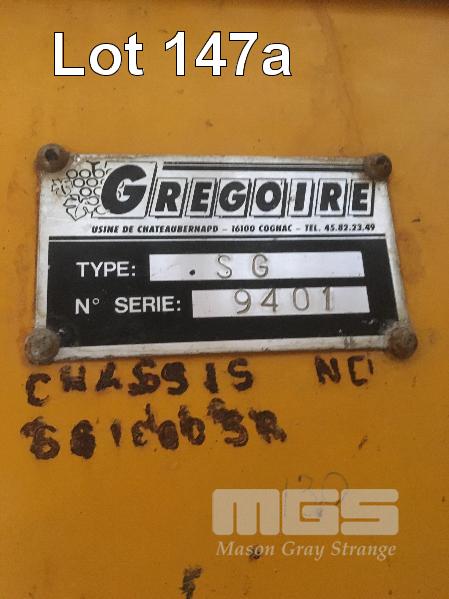 Lot 147a
GREGOIRE
USINE DE CHATEAUBERNARD - 16100 COGNAC - TEL. 45.82.23.49
TYPE: .SG
N° SERIE: 9401
CHASSIS NO
130
MGS
Mason Gray Strange